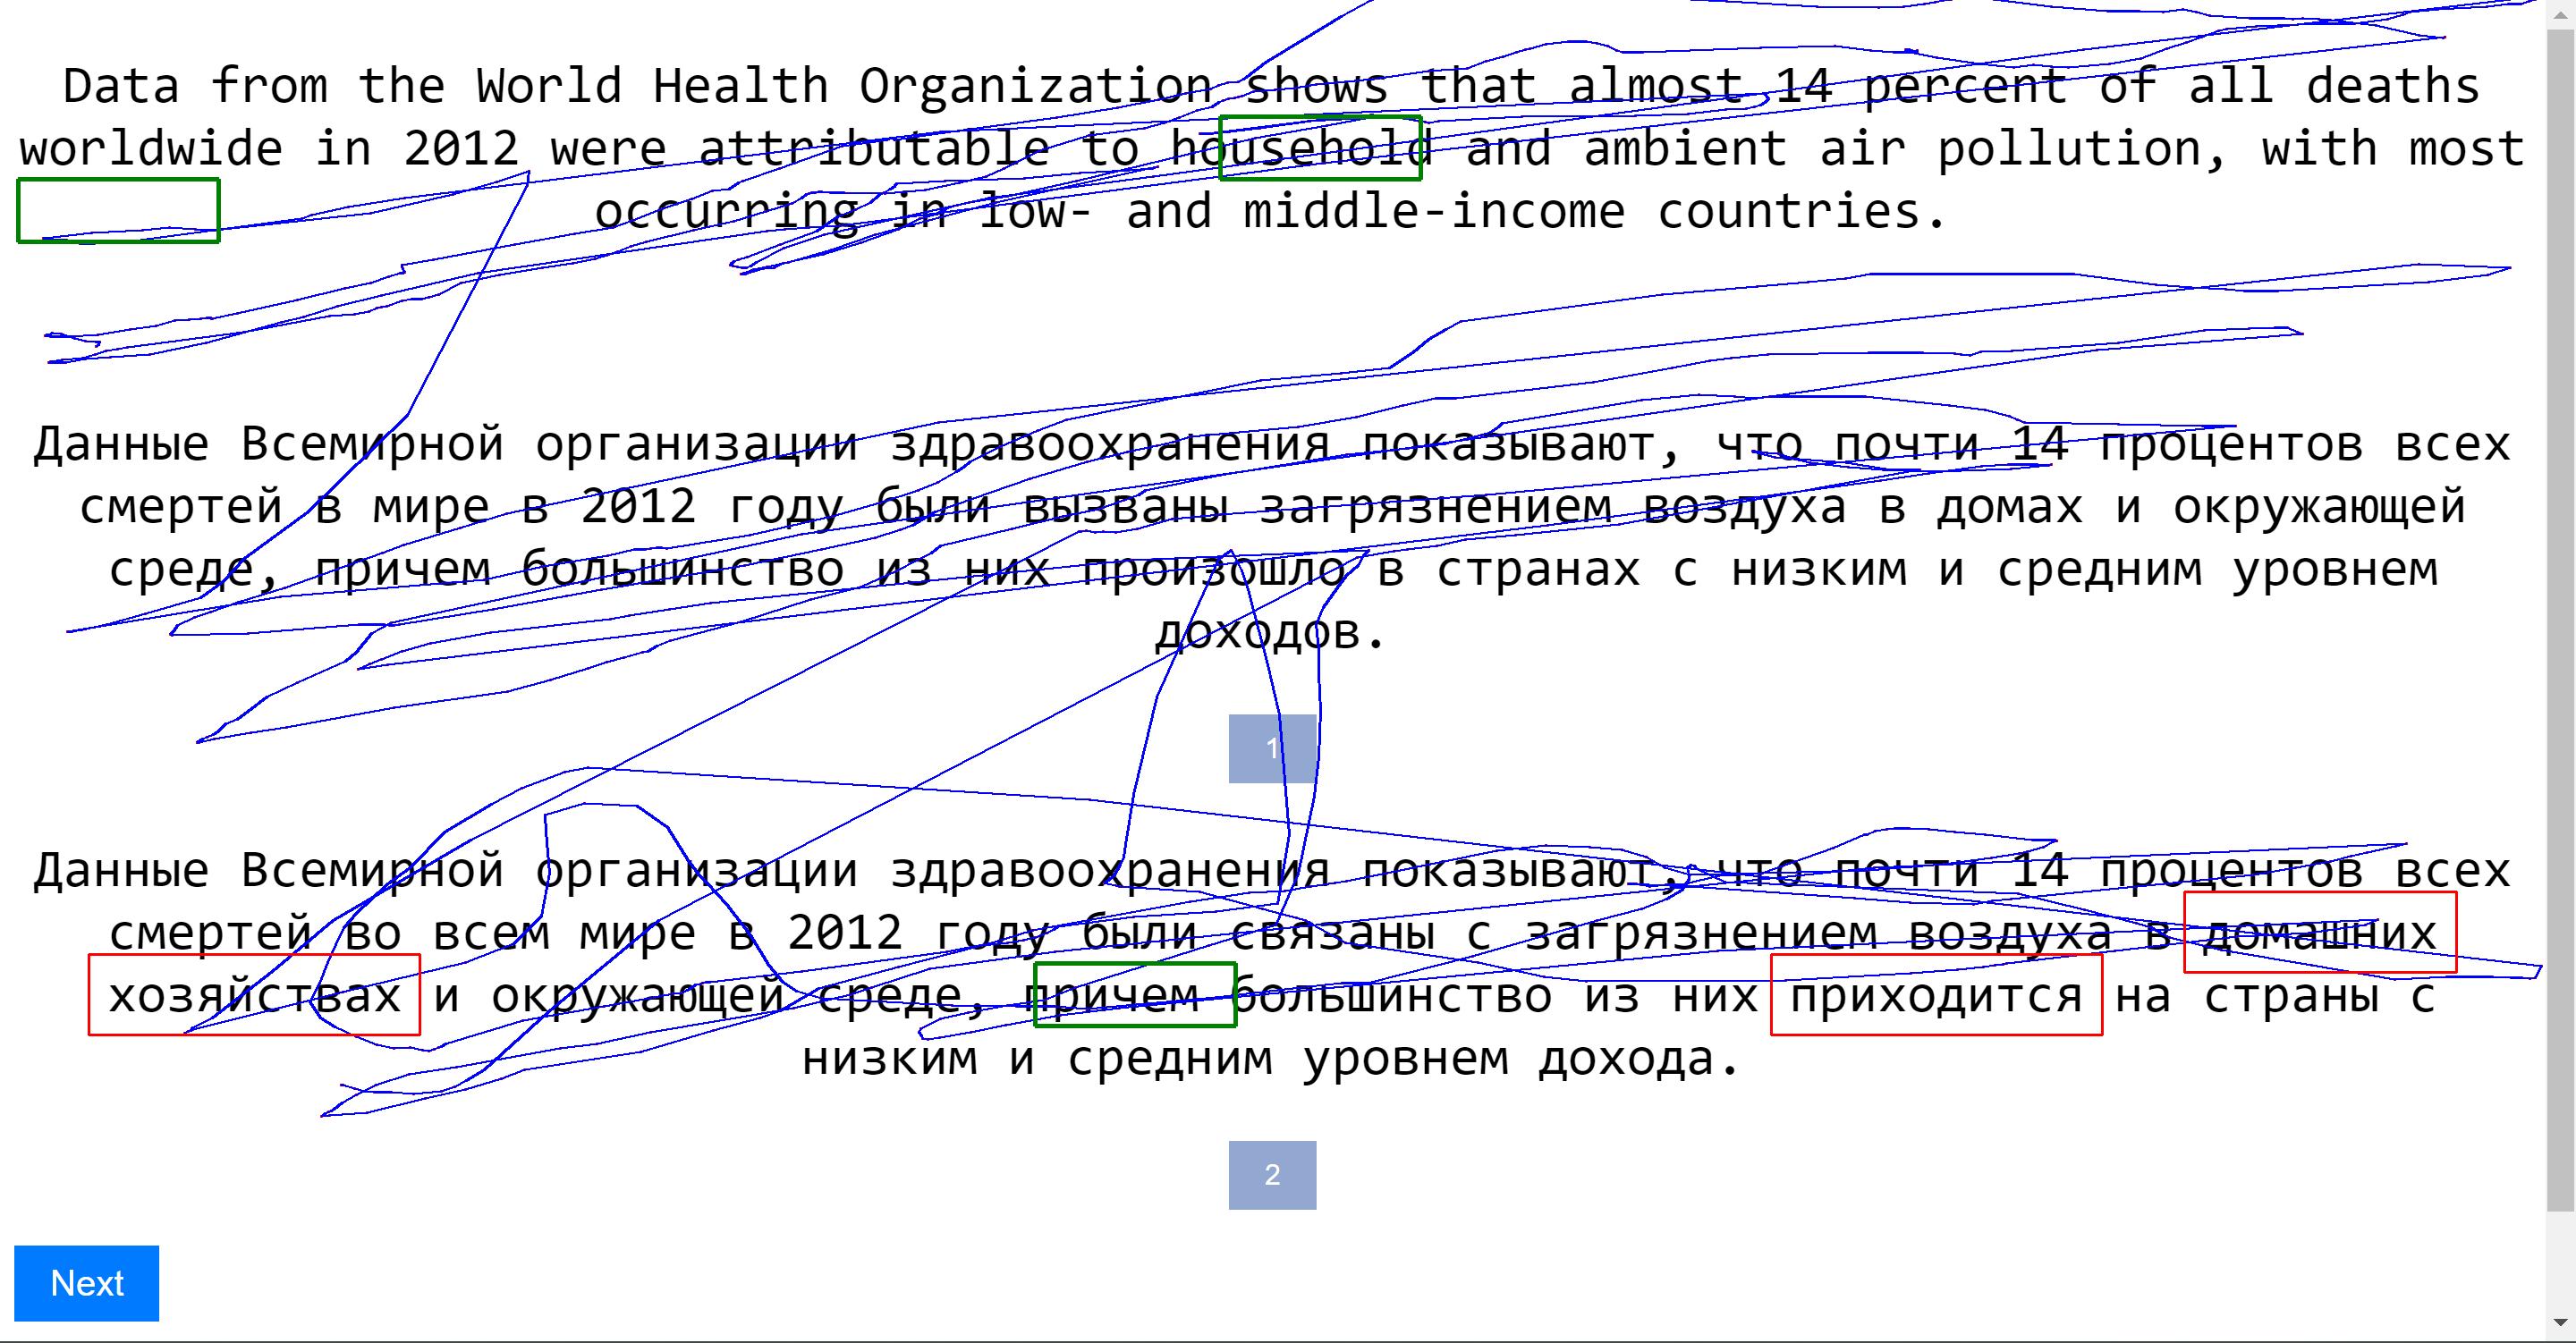 Data from the World Health Organization shows that almost 14 percent of all deaths
worldwide in 2012 were attributable to household and ambient air pollution, with most
occurring in low- and middle-income countries.
Данные Всемирной организации здравоохранения показывают, что почти 14 процентов всех
смертей в мире в 2012 году были вызваны загрязнением воздуха в домах и окружающей
среде, причем большинство из них произошло в странах с низким и средним уровнем
доходов.
1
Данные Всемирной организации здравоохранения показывают, что почти 14 процентов всех
смертей во всем мире в 2012 году были связаны с загрязнением воздуха в домашних
хозяйствах и окружающей среде, причем большинство из них приходится на страны с
низким и средним уровнем дохода.
2
Next